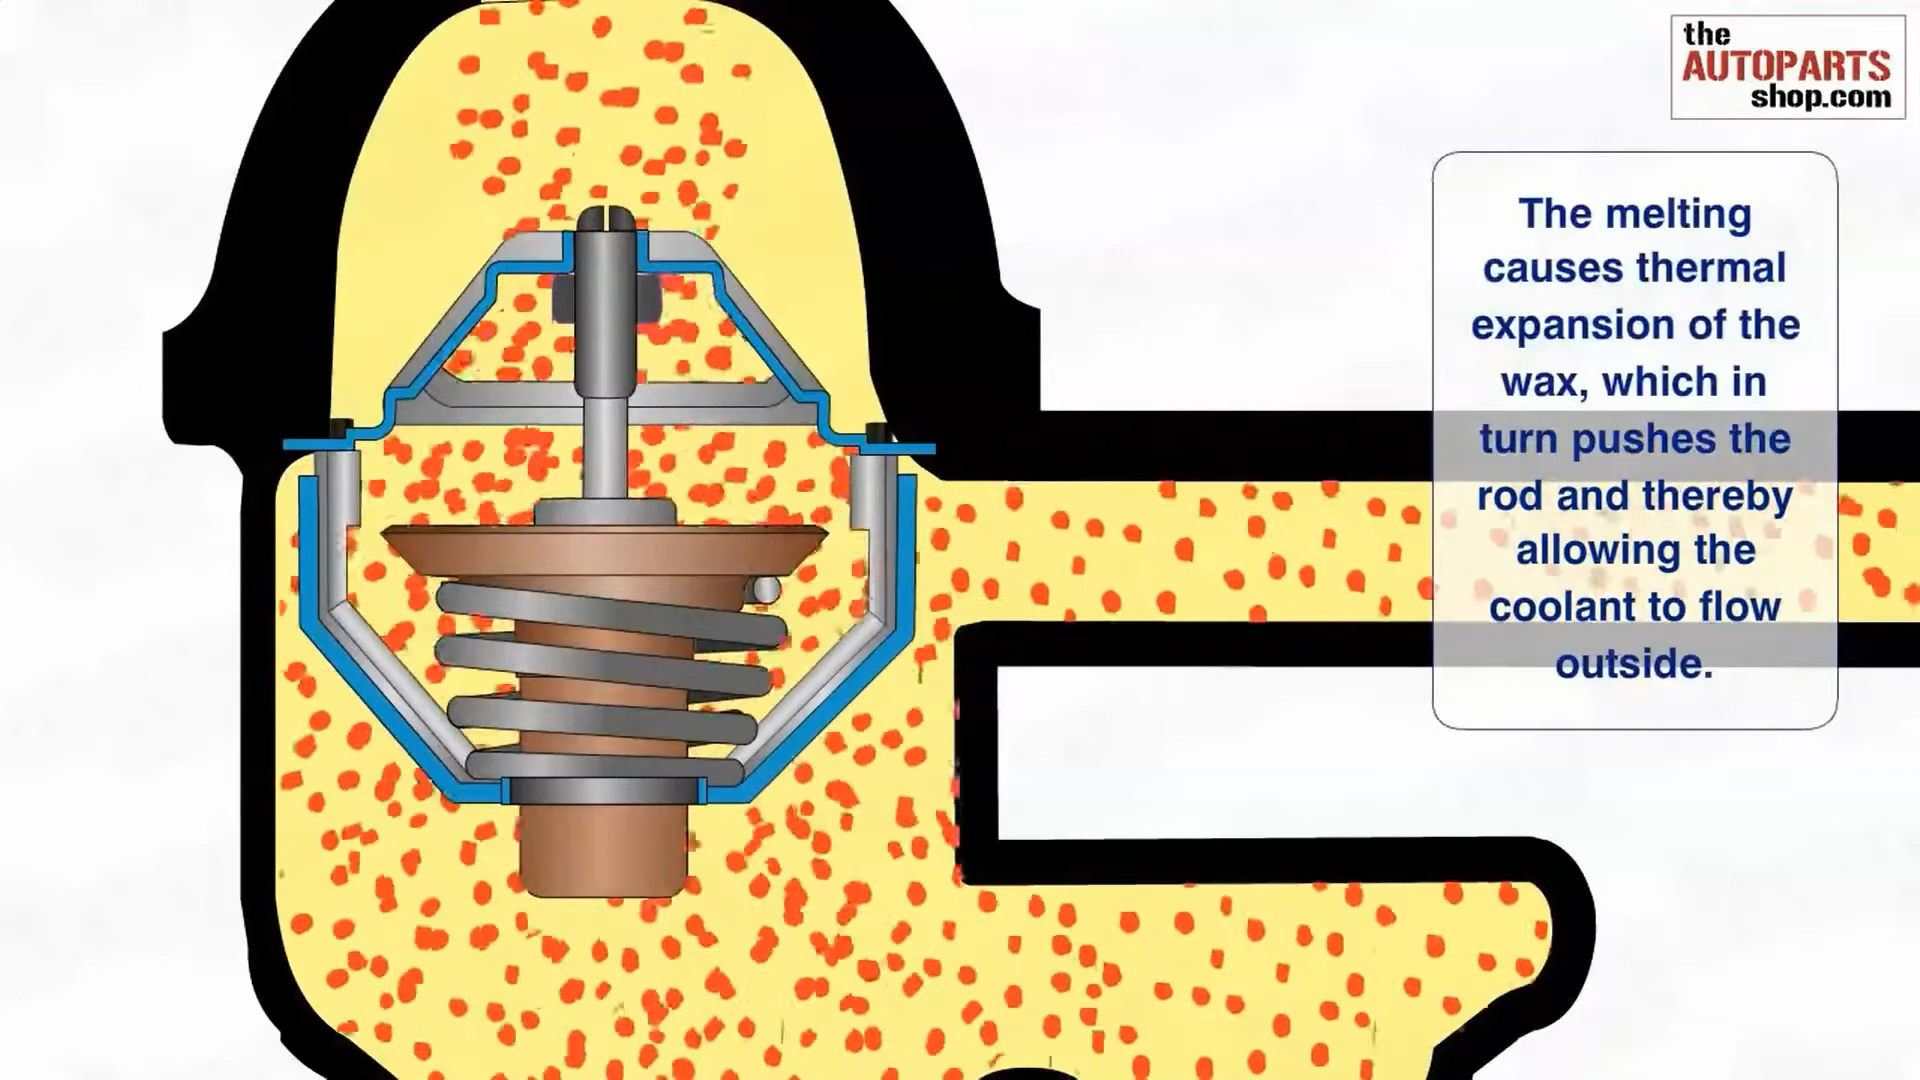 the
AUTOPARTS
shop.com
The melting
causes thermal
expansion of the
wax, which in
turn pushes the
rod and thereby
allowing the
coolant to flow
outside.